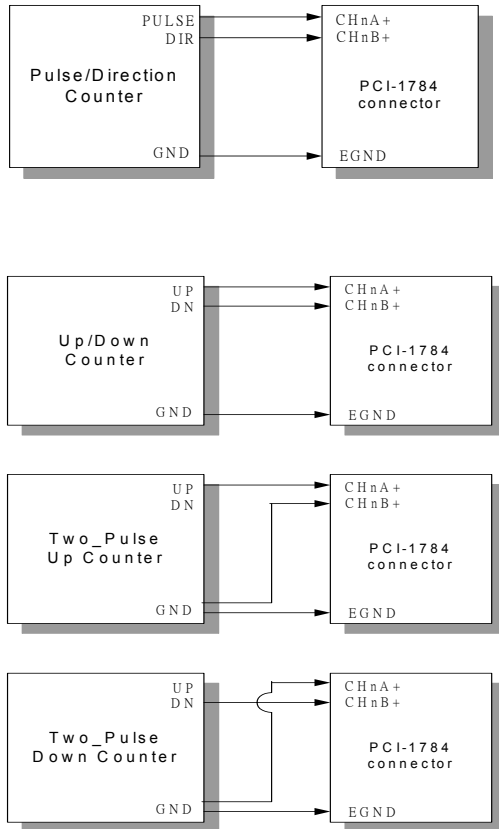 PULSE CHnA+
DIR CHnB+
Pulse/Direction
Counter
PCI-1784
connector
GND EGND
UP CHnA+
DN CHnB+
Up/Down
Counter
PCI-1784
connector
GND EGND
UP CHnA+
DN CHnB+
Two_Pulse
Up Counter
PCI-1784
connector
GND EGND
UP CHnA+
DN CHnB+
Two_Pulse
Down Counter
PCI-1784
connector
GND EGND